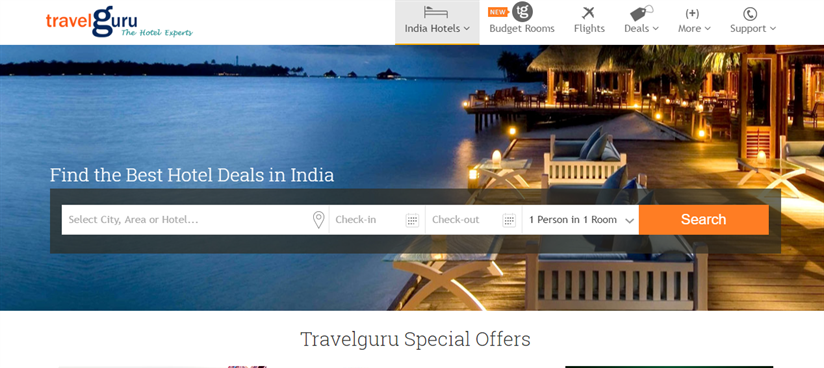 travelguru
The Hotel Experts
India Hotels
NEW
tg
Budget Rooms
Flights
Deals
(+)
More
Support
Find the Best Hotel Deals in India
Select City, Area or Hotel...
Check-in
Check-out
1 Person in 1 Room
Search
Travelguru Special Offers